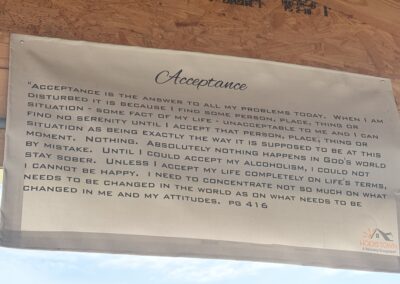 Acceptance
"Acceptance is the answer to all my problems today. When I am
disturbed it is because I find some person, place, thing or
situation - some fact of my life - unacceptable to me and I can
find no serenity until I accept that person, place, thing or
situation as being exactly the way it is supposed to be at this
moment. Nothing. Absolutely nothing happens in God's world
by mistake. Until I could accept my alcoholism, I could not
stay sober. Unless I accept my life completely on life's terms,
I cannot be happy. I need to concentrate not so much on what
needs to be changed in the world as on what needs to be
changed in me and my attitudes. pg 416